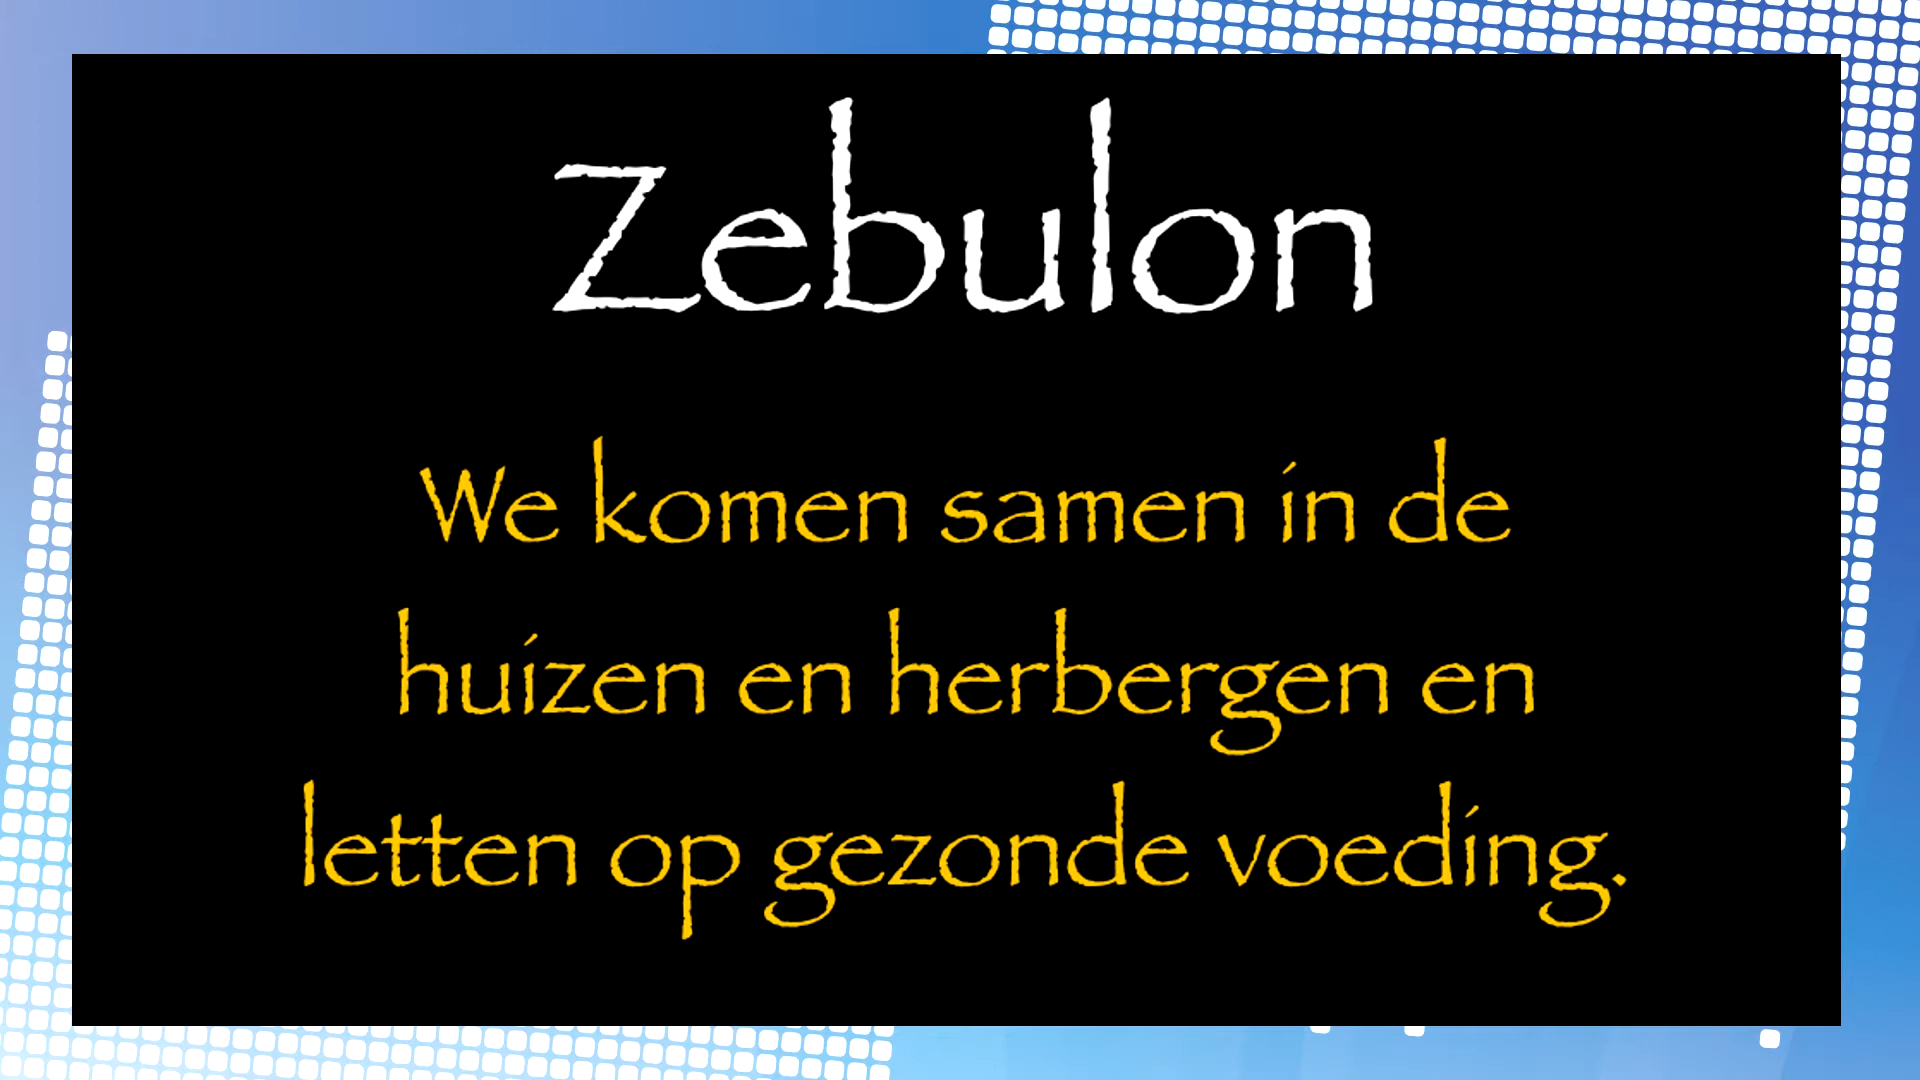 Zebulon
We komen samen in de
huizen en herbergen en
letten op gezonde voeding.